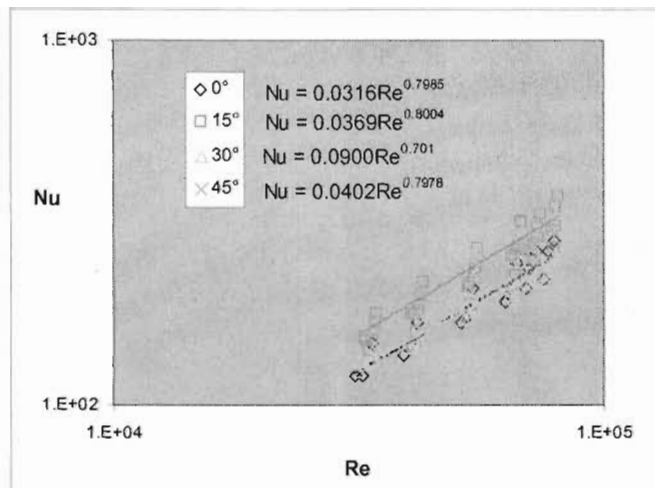 1.E+03
0° Nu = 0.0316Re^0.7985
15° Nu = 0.0369Re^0.8004
30° Nu = 0.0900Re^0.701
45° Nu = 0.0402Re^0.7978
Nu
1.E+02
1.E+04 1.E+05
Re